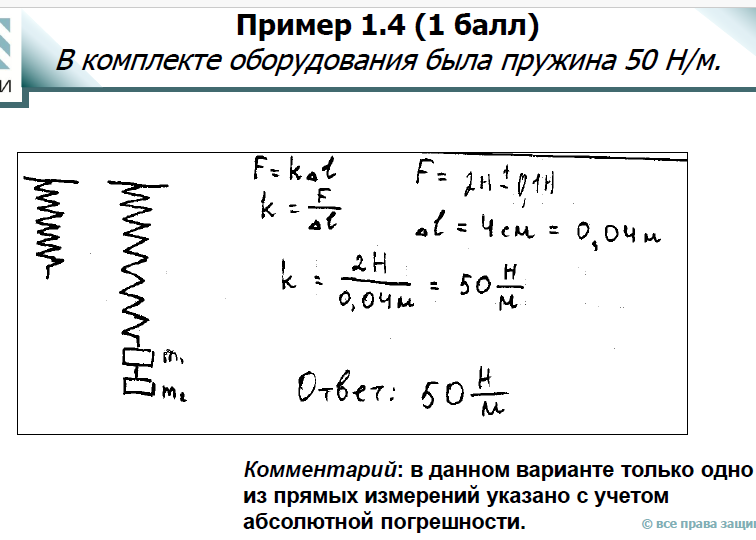 Пример 1.4 (1 балл)
В комплекте оборудования была пружина 50 Н/м.
И
F = kΔl
F = 2Н ± 0,1Н
k = F/Δl
Δl = 4см = 0,04м
k = 2Н/0,04м = 50 Н/м
m₁
m₂
Ответ: 50 Н/м
Комментарий: в данном варианте только одно
из прямых измерений указано с учетом
абсолютной погрешности.
© все права защи